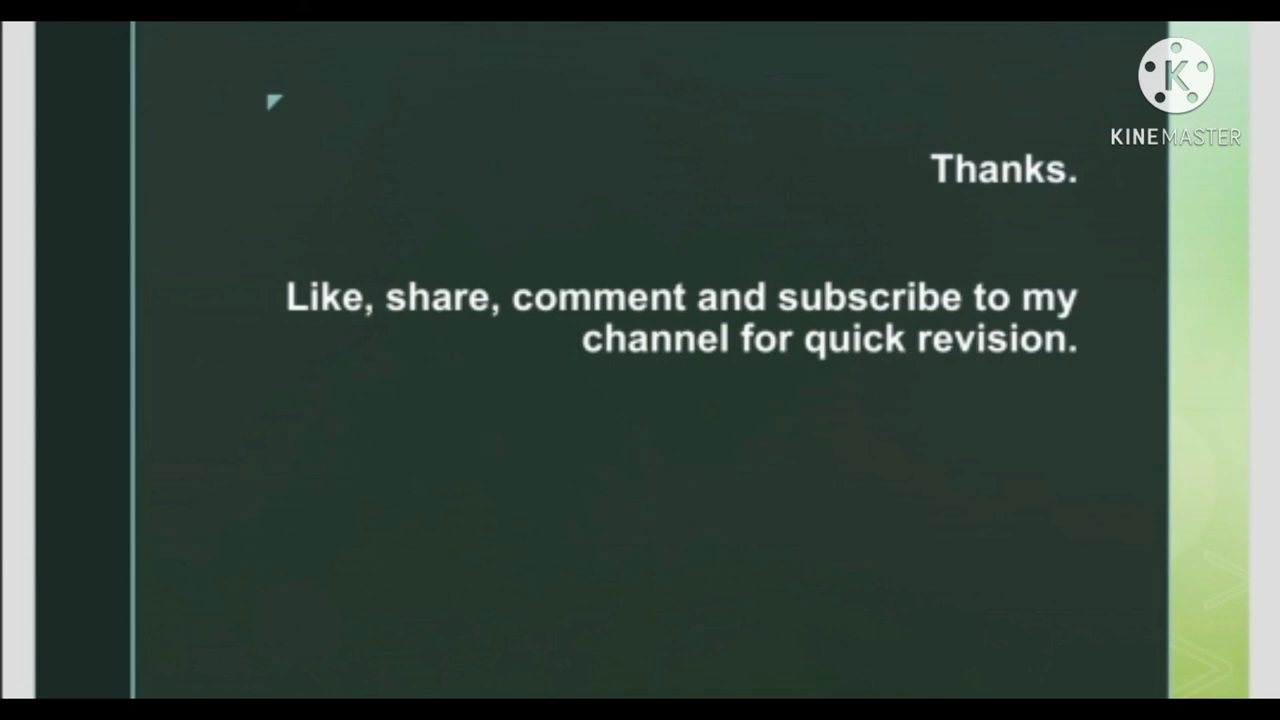 K
KINEMASTER
Thanks.
Like, share, comment and subscribe to my
channel for quick revision.